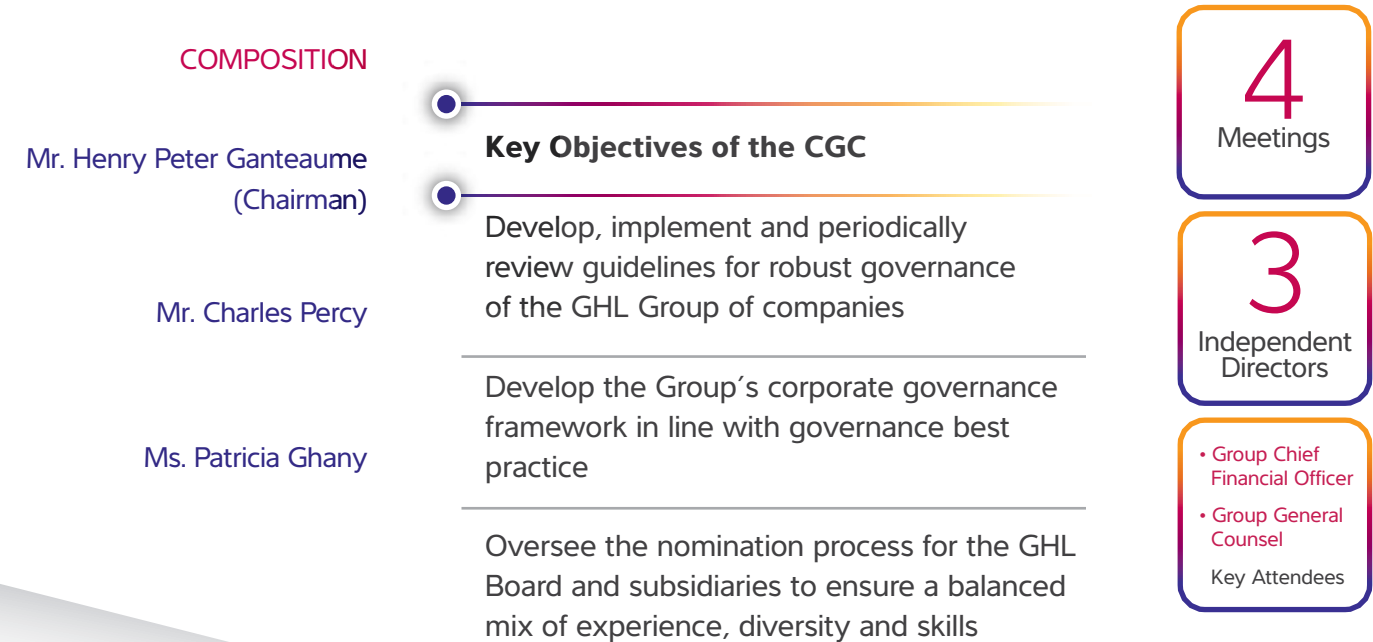 COMPOSITION
Mr. Henry Peter Ganteaume
(Chairman)
Mr. Charles Percy
Ms. Patricia Ghany
Key Objectives of the CGC
Develop, implement and periodically
review guidelines for robust governance
of the GHL Group of companies
Develop the Group´s corporate governance
framework in line with governance best
practice
Oversee the nomination process for the GHL
Board and subsidiaries to ensure a balanced
mix of experience, diversity and skills
4
Meetings
3
Independent
Directors
• Group Chief
Financial Officer
• Group General
Counsel
Key Attendees